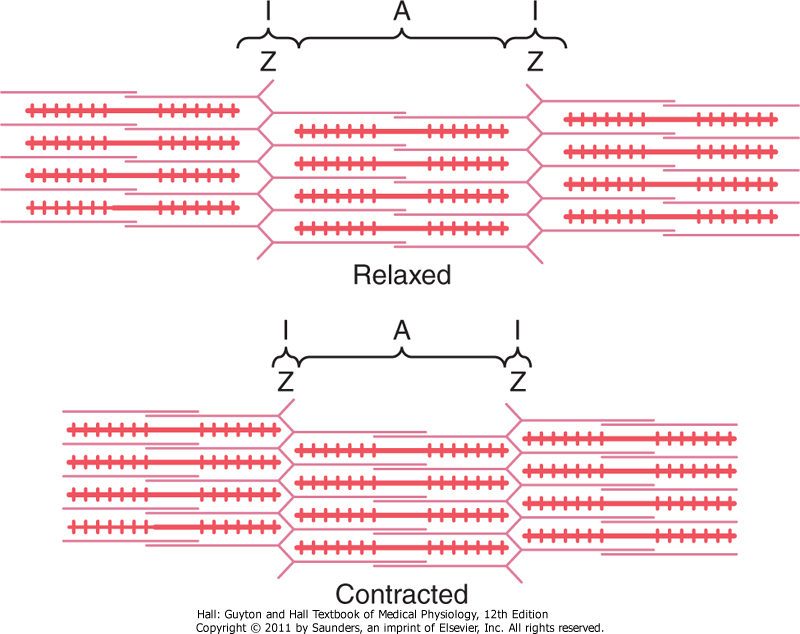 I A I
Z Z
Relaxed
I A I
Z Z
Contracted
Hall: Guyton and Hall Textbook of Medical Physiology, 12th Edition
Copyright © 2011 by Saunders, an imprint of Elsevier, Inc. All rights reserved.